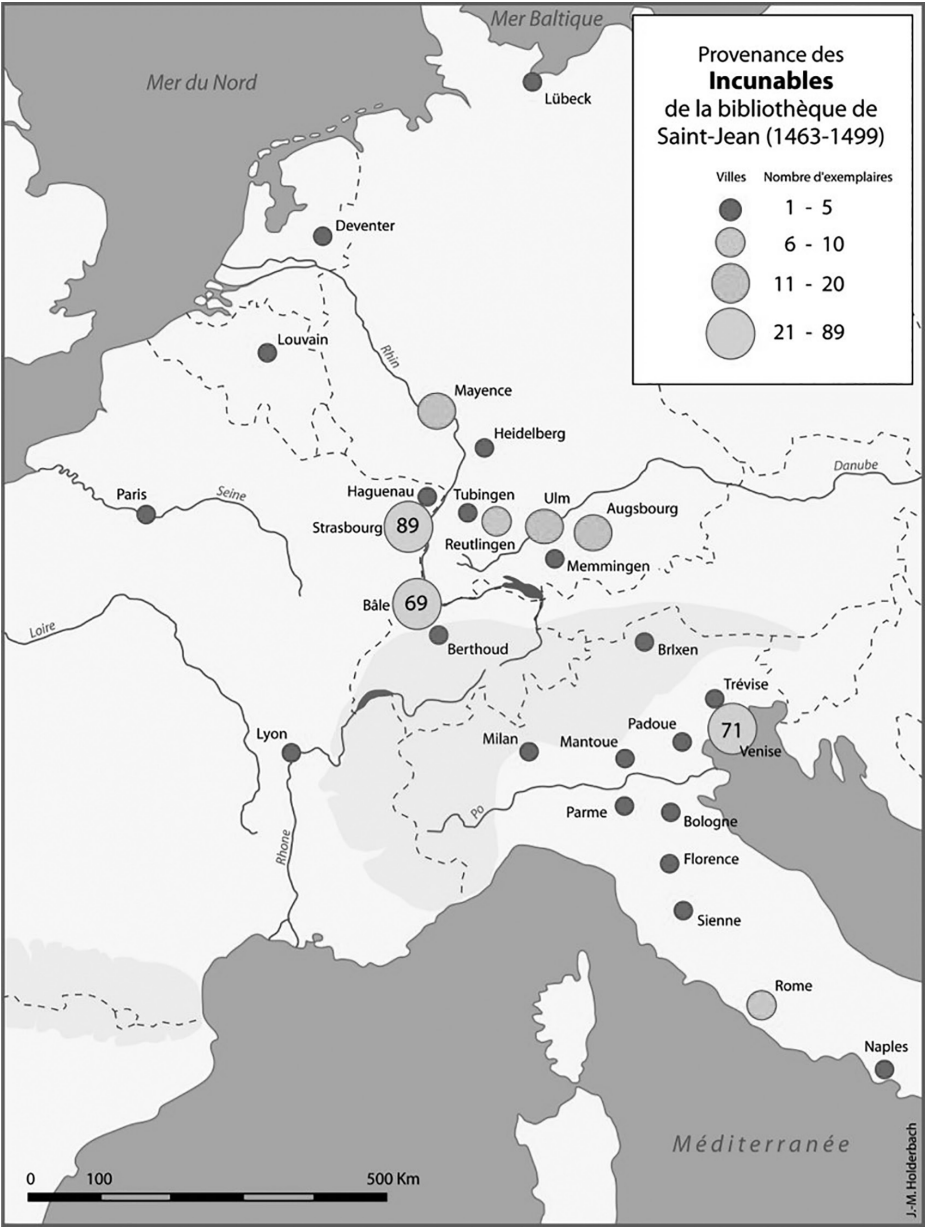 Mer Baltique
Mer du Nord
Lübeck
Provenance des
Incunables
de la bibliothèque de
Saint-Jean (1463-1499)
Villes Nombre d'exemplaires
1 - 5
6 - 10
11 - 20
21 - 89
Deventer
Louvain
Rhin
Mayence
Heidelberg
Danube
Paris
Seine
Haguenau
Tubingen
Ulm
Augsbourg
Strasbourg
89
Reutlingen
Memmingen
Bâle
69
Loire
Berthoud
BrIxen
Trévise
Lyon
Milan
Mantoue
Padoue
71
Venise
Po
Parme
Bologne
Rhone
Florence
Sienne
Rome
Naples
Méditerranée
0 100 500 Km
J.-M. Holderbach